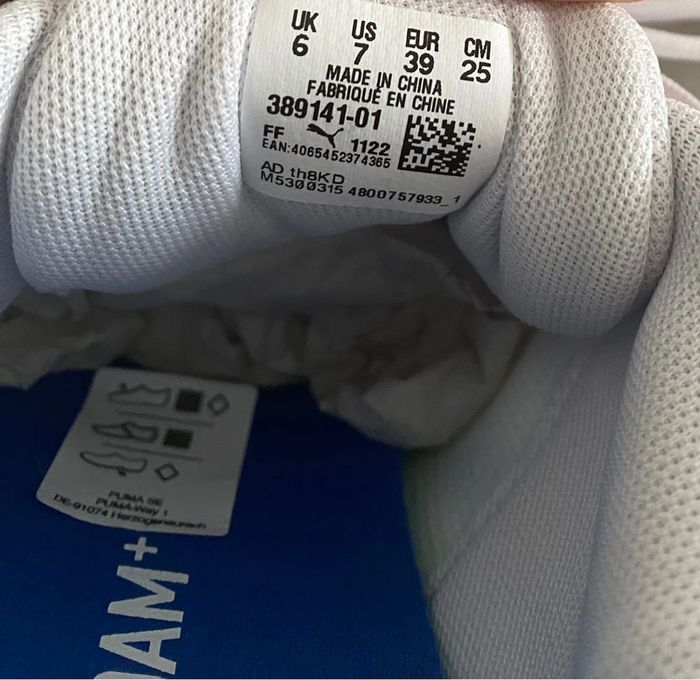 UK US EUR CM
6 7 39 25
MADE IN CHINA
FABRIQUÉ EN CHINE
389141-01
FF 1122
EAN:4065452374365
AD th8KD
M5300315 4800757933_1
PUMA SE
PUMA-Way 1
DE-91074 Herzogenaurach
OAM+